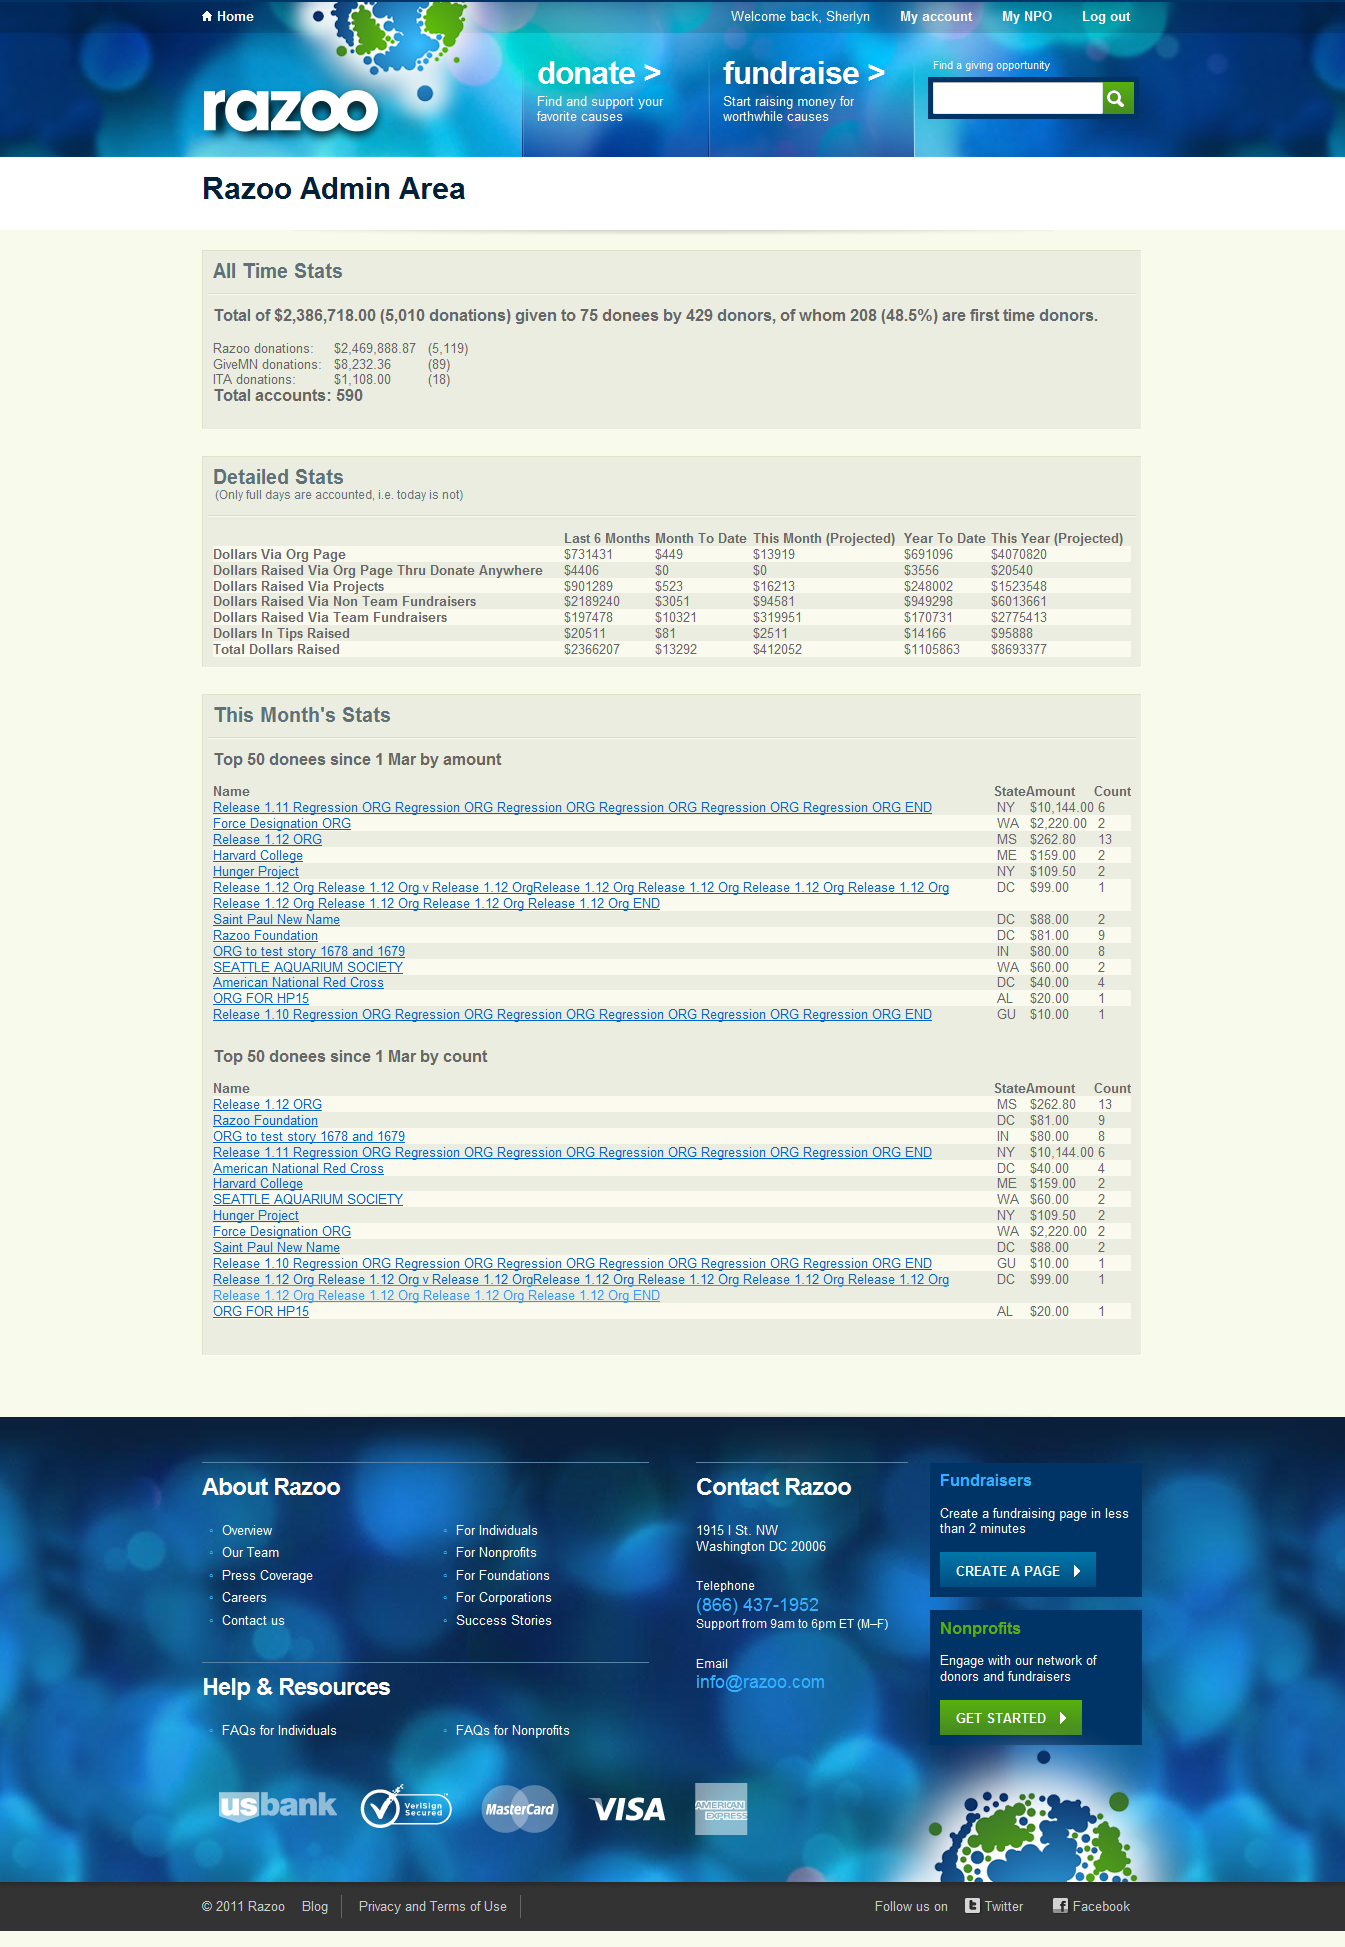 Home
Welcome back, Sherlyn
My account
My NPO
Log out
razoo
donate >
Find and support your
favorite causes
fundraise >
Start raising money for
worthwhile causes
Find a giving opportunity
Razoo Admin Area
All Time Stats
Total of $2,386,718.00 (5,010 donations) given to 75 donees by 429 donors, of whom 208 (48.5%) are first time donors.
Razoo donations: $2,469,888.87 (5,119)
GiveMN donations: $8,232.36 (89)
ITA donations: $1,108.00 (18)
Total accounts: 590
Detailed Stats
(Only full days are accounted, i.e. today is not)
Last 6 Months Month To Date This Month (Projected) Year To Date This Year (Projected)
Dollars Via Org Page $731431 $449 $13919 $691096 $4070820
Dollars Raised Via Org Page Thru Donate Anywhere $4406 $0 $0 $3556 $20540
Dollars Raised Via Projects $901289 $523 $16213 $248002 $1523548
Dollars Raised Via Non Team Fundraisers $2189240 $3051 $94581 $949298 $6013661
Dollars Raised Via Team Fundraisers $197478 $10321 $319951 $170731 $2775413
Dollars In Tips Raised $20511 $81 $2511 $14166 $95888
Total Dollars Raised $2366207 $13292 $412052 $1105863 $8693377
This Month's Stats
Top 50 donees since 1 Mar by amount
Name State Amount Count
Release 1.11 Regression ORG Regression ORG Regression ORG Regression ORG Regression ORG Regression ORG END NY $10,144.00 6
Force Designation ORG WA $2,220.00 2
Release 1.12 ORG MS $262.80 13
Harvard College ME $159.00 2
Hunger Project NY $109.50 2
Release 1.12 Org Release 1.12 Org v Release 1.12 OrgRelease 1.12 Org Release 1.12 Org Release 1.12 Org Release 1.12 Org DC $99.00 1
Release 1.12 Org Release 1.12 Org Release 1.12 Org Release 1.12 Org END
Saint Paul New Name DC $88.00 2
Razoo Foundation DC $81.00 9
ORG to test story 1678 and 1679 IN $80.00 8
SEATTLE AQUARIUM SOCIETY WA $60.00 2
American National Red Cross DC $40.00 4
ORG FOR HP15 AL $20.00 1
Release 1.10 Regression ORG Regression ORG Regression ORG Regression ORG Regression ORG Regression ORG END GU $10.00 1
Top 50 donees since 1 Mar by count
Name State Amount Count
Release 1.12 ORG MS $262.80 13
Razoo Foundation DC $81.00 9
ORG to test story 1678 and 1679 IN $80.00 8
Release 1.11 Regression ORG Regression ORG Regression ORG Regression ORG Regression ORG Regression ORG END NY $10,144.00 6
American National Red Cross DC $40.00 4
Harvard College ME $159.00 2
SEATTLE AQUARIUM SOCIETY WA $60.00 2
Hunger Project NY $109.50 2
Force Designation ORG WA $2,220.00 2
Saint Paul New Name DC $88.00 2
Release 1.10 Regression ORG Regression ORG Regression ORG Regression ORG Regression ORG Regression ORG END GU $10.00 1
Release 1.12 Org Release 1.12 Org v Release 1.12 OrgRelease 1.12 Org Release 1.12 Org Release 1.12 Org Release 1.12 Org DC $99.00 1
Release 1.12 Org Release 1.12 Org Release 1.12 Org Release 1.12 Org END
ORG FOR HP15 AL $20.00 1
About Razoo
Overview
Our Team
Press Coverage
Careers
Contact us
For Individuals
For Nonprofits
For Foundations
For Corporations
Success Stories
Help & Resources
FAQs for Individuals
FAQs for Nonprofits
Contact Razoo
1915 I St. NW
Washington DC 20006
Telephone
(866) 437-1952
Support from 9am to 6pm ET (M–F)
Email
info@razoo.com
Fundraisers
Create a fundraising page in less
than 2 minutes
CREATE A PAGE
Nonprofits
Engage with our network of
donors and fundraisers
GET STARTED
usbank
VeriSign
Secured
MasterCard
VISA
AMERICAN
EXPRESS
© 2011 Razoo
Blog
Privacy and Terms of Use
Follow us on
Twitter
Facebook